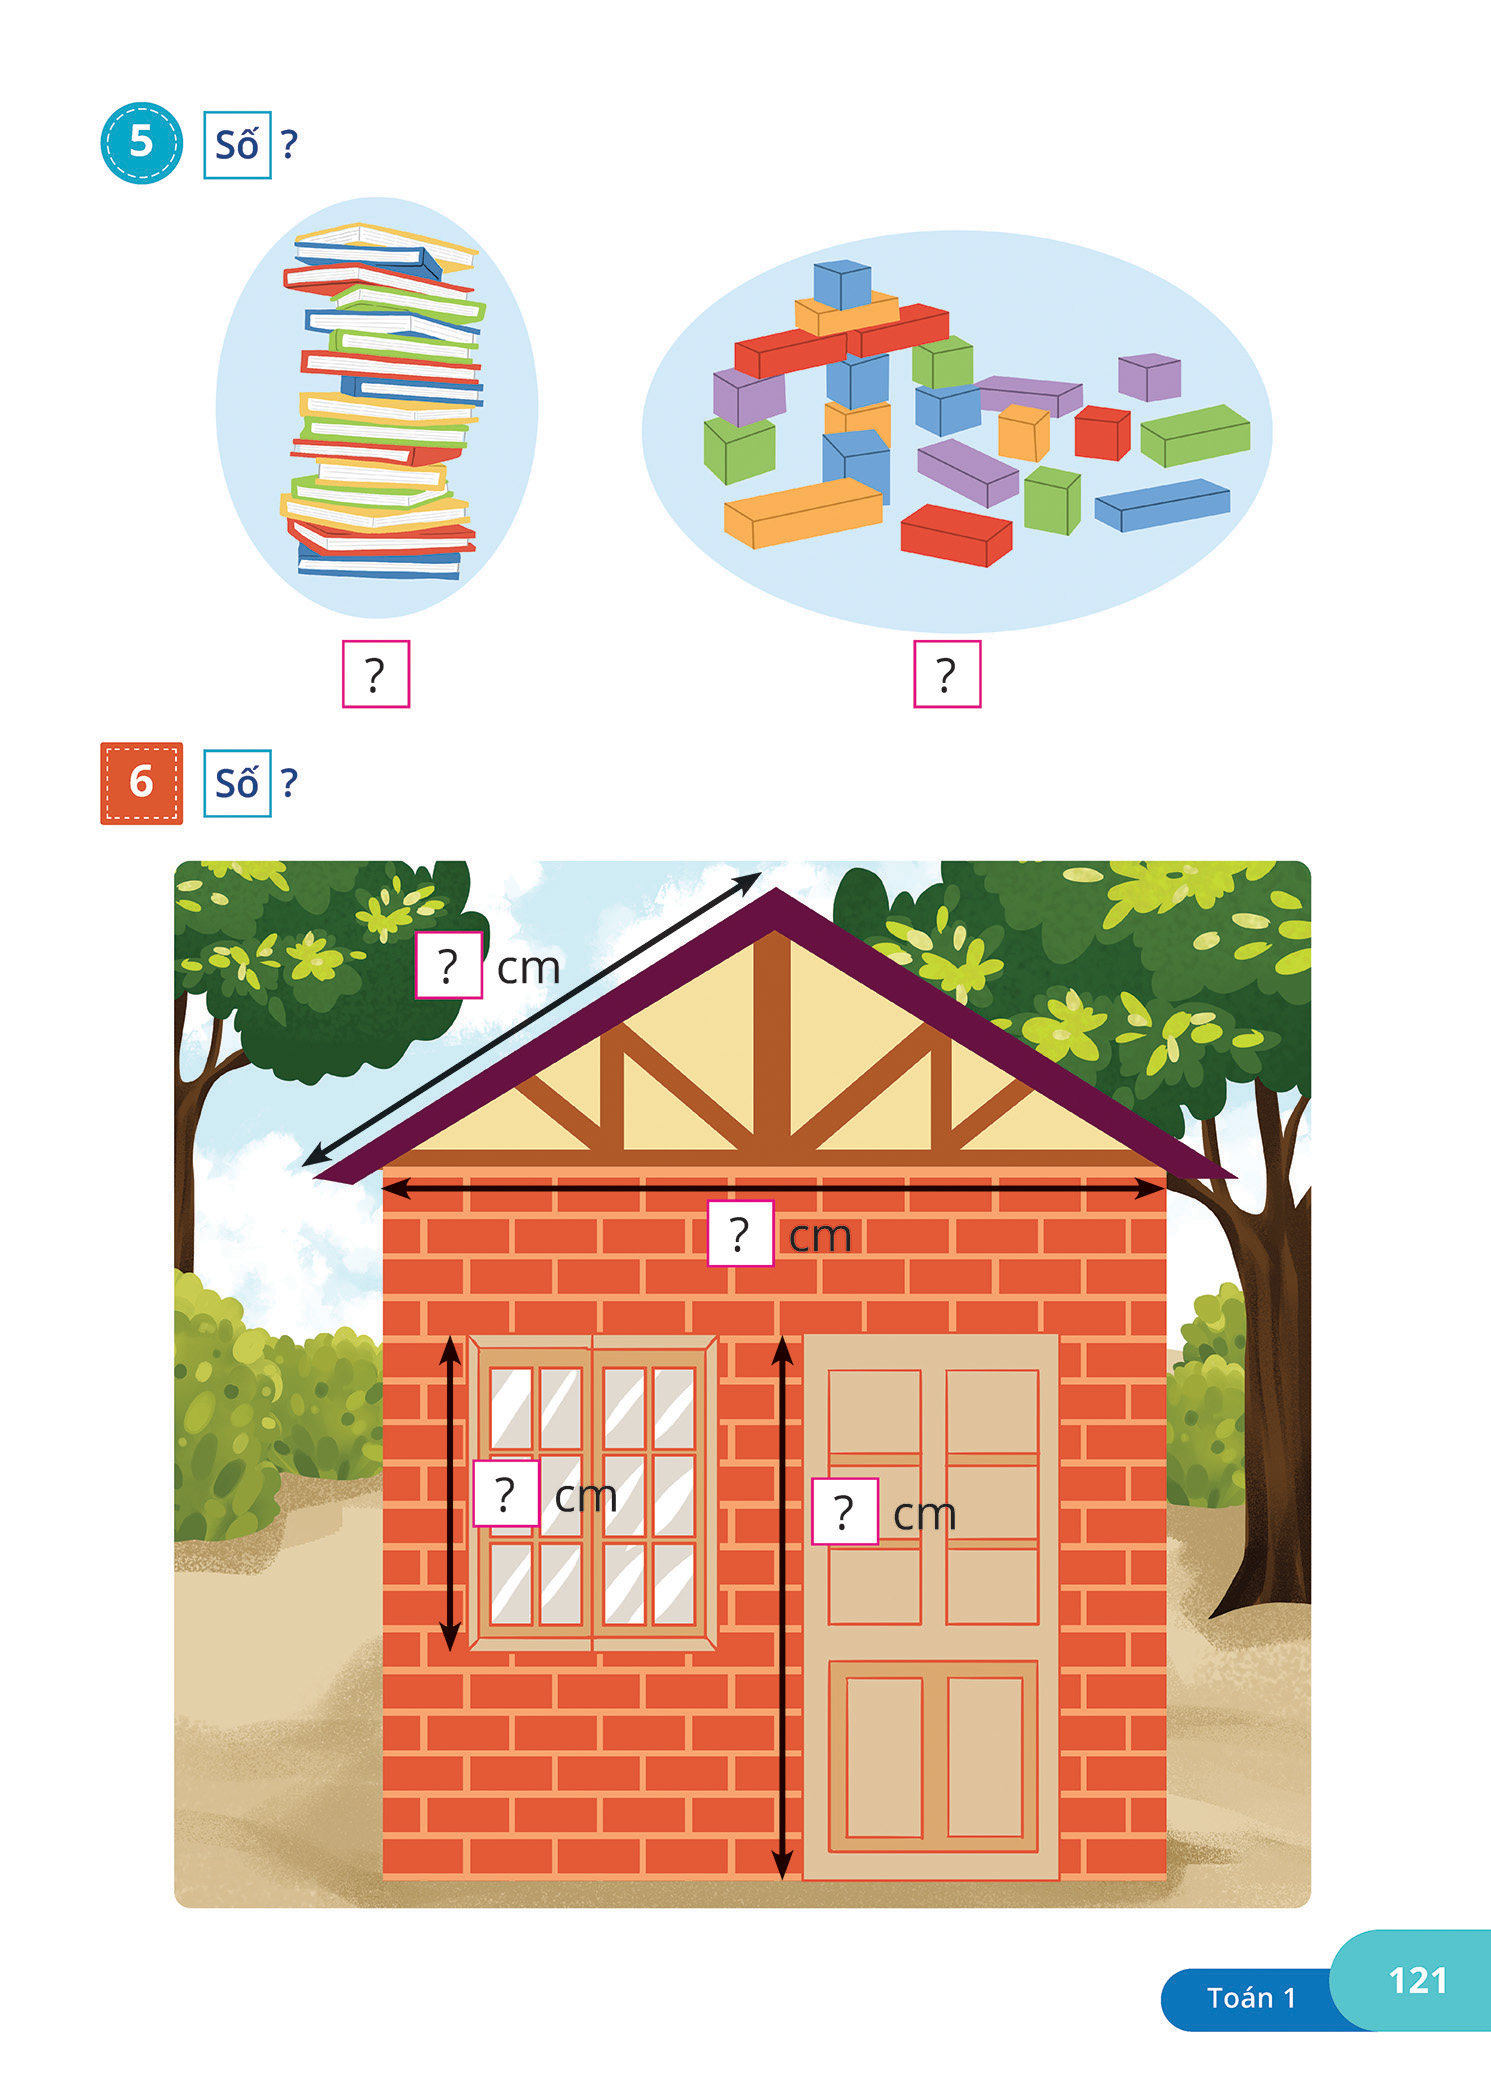 5 Số ?
? ?
6 Số ?
? cm
? cm
? cm ? cm
Toán 1 121